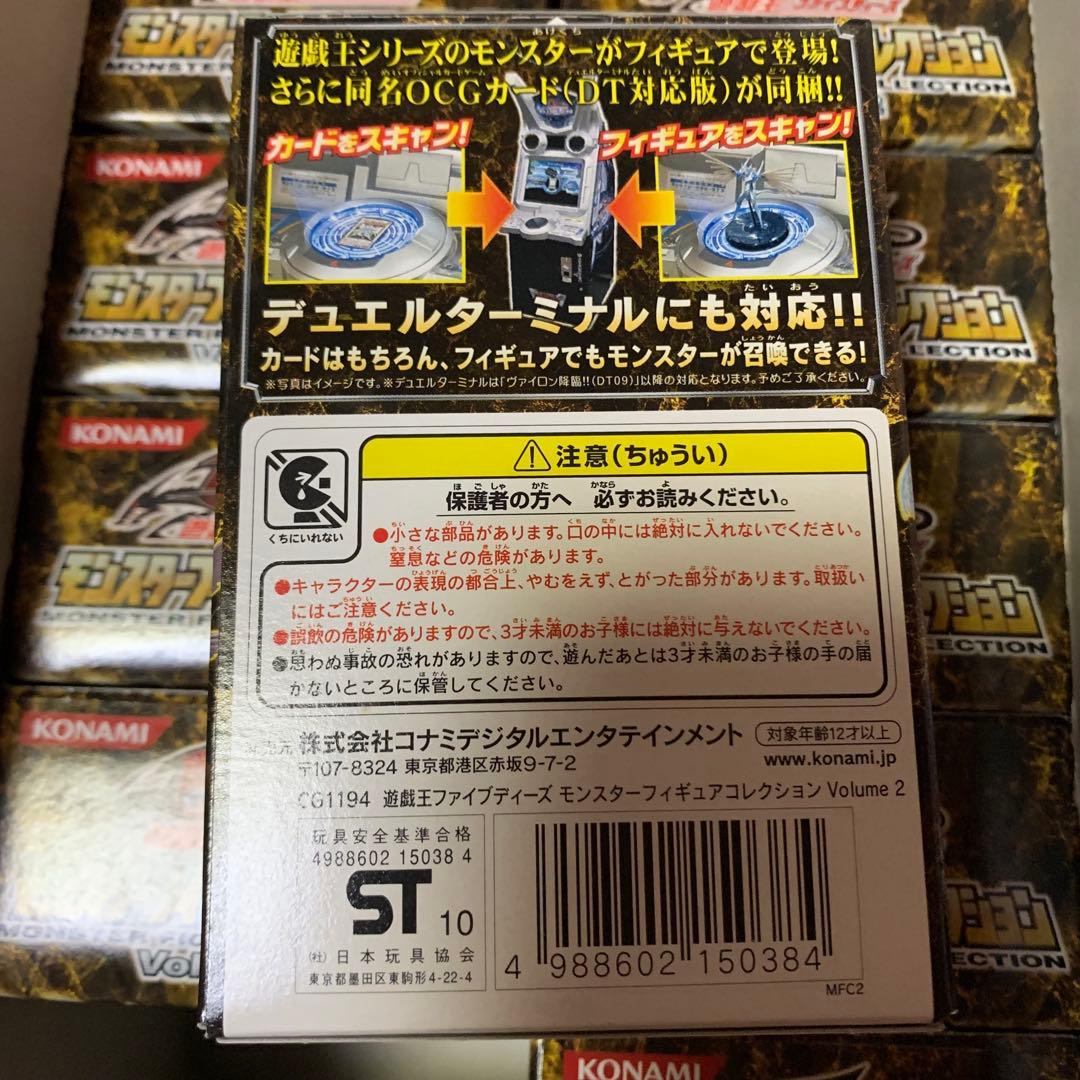 あけくち
遊戯王シリーズのモンスターがフィギュアで登場!
さらに同名OCGカード(DT対応版)が同梱!!
カードをスキャン!
フィギュアをスキャン!
デュエルターミナルにも対応!!
カードはもちろん、フィギュアでもモンスターが召喚できる!
※写真はイメージです。※デュエルターミナルは「ヴァイロン降臨!!(DT09)」以降の対応となります。予めご了承ください。
くちにいれない
注意(ちゅうい)
保護者の方へ 必ずお読みください。
●小さな部品があります。口の中には絶対に入れないでください。
窒息などの危険があります。
●キャラクターの表現の都合上、やむをえず、とがった部分があります。取扱い
にはご注意ください。
●誤飲の危険がありますので、3才未満のお子様には絶対に与えないでください。
●思わぬ事故の恐れがありますので、遊んだあとは3才未満のお子様の手の届
かないところに保管してください。
株式会社コナミデジタルエンタテインメント
対象年齢12才以上
〒107-8324 東京都港区赤坂9-7-2
www.konami.jp
CG1194 遊戯王ファイブディーズ モンスターフィギュアコレクション Volume 2
玩具安全基準合格
4988602 15038 4
ST 10
(社)日本玩具協会
東京都墨田区東駒形4-22-4
4 988602 150384
MFC2
KONAMI
KONAMI
KONAMI
KONAMI